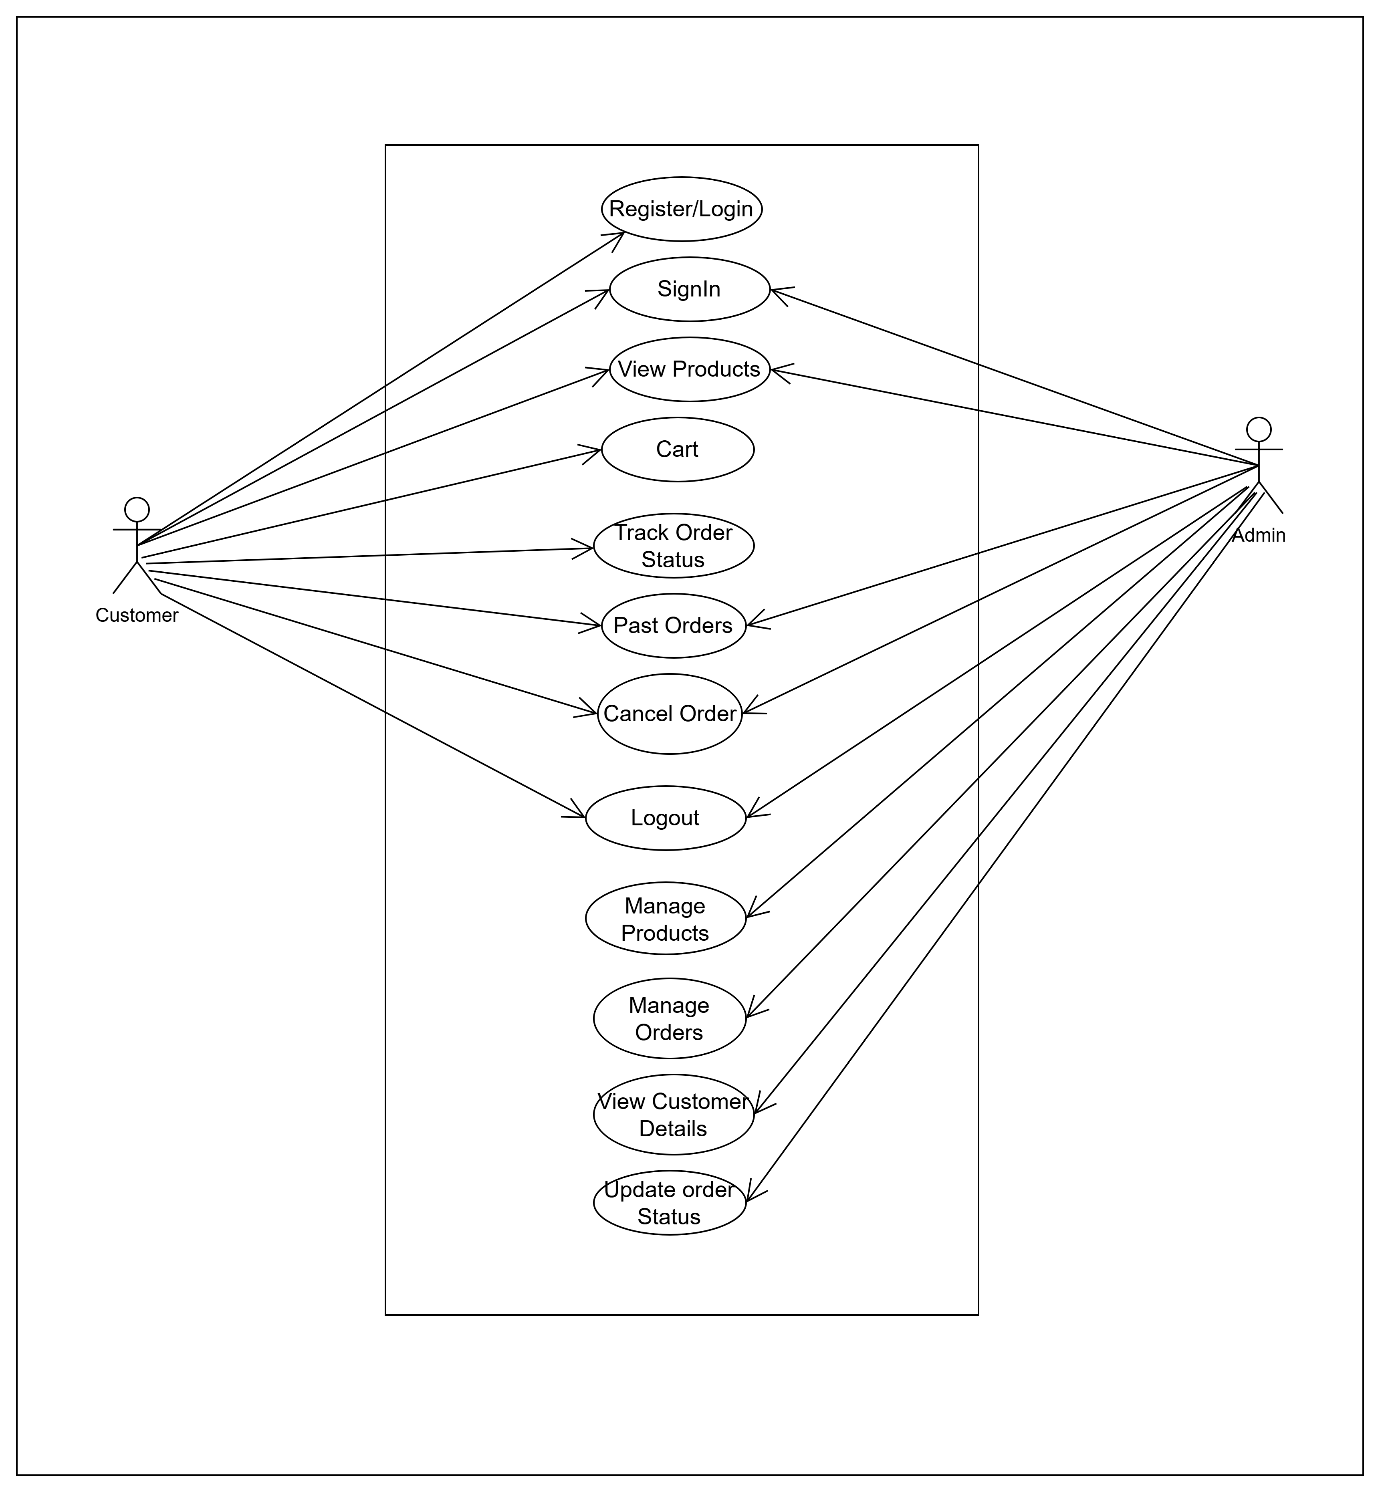 Register/Login
SignIn
View Products
Cart
Track Order
Status
Past Orders
Cancel Order
Logout
Manage
Products
Manage
Orders
View Customer
Details
Update order
Status
Customer
Admin